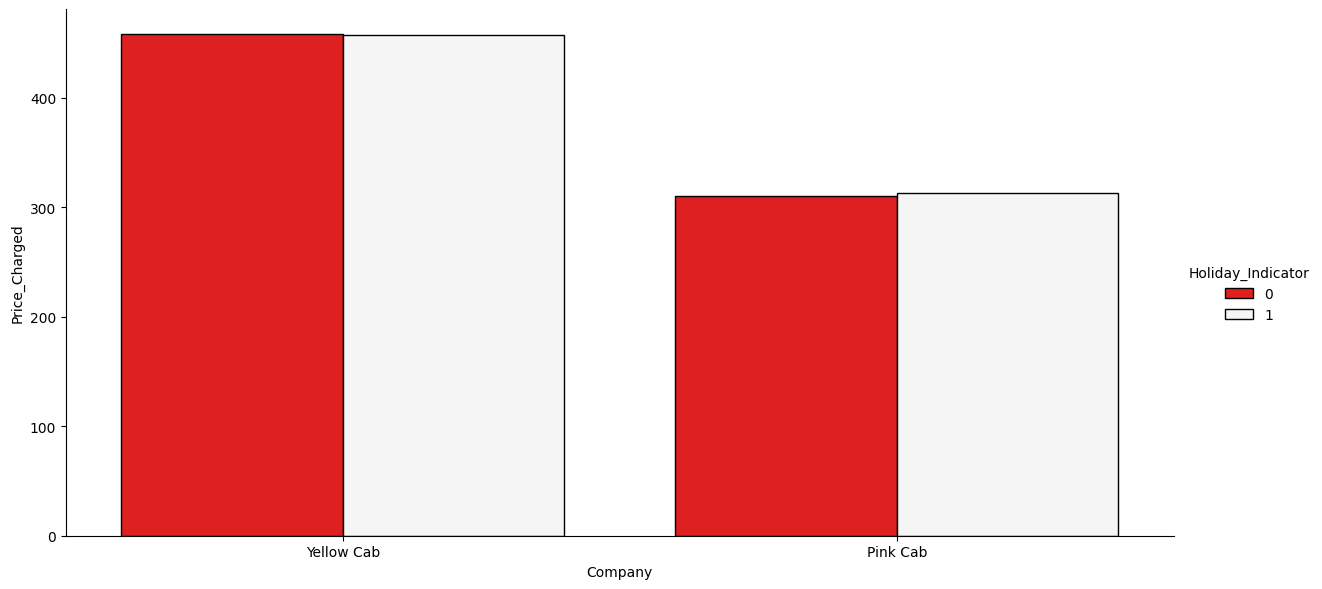 Price_Charged
400
300
200
100
0
Yellow Cab
Pink Cab
Company
Holiday_Indicator
0
1